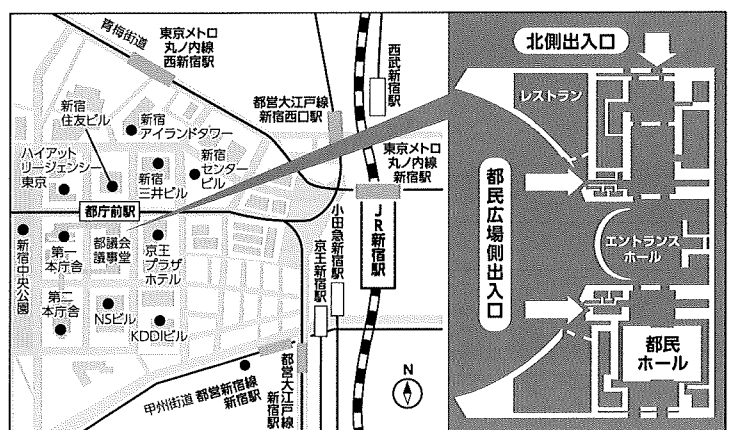 青梅街道
東京メトロ
丸ノ内線
西新宿駅
西武新宿駅
都営大江戸線
新宿西口駅
新宿
住友ビル
新宿
アイランドタワー
ハイアット
リージェンシー
東京
新宿
三井ビル
新宿
センター
ビル
東京メトロ
丸ノ内線
新宿駅
都庁前駅
JR新宿駅
小田急新宿駅
京王新宿駅
新宿中央公園
第一
本庁舎
都議会
議事堂
京王
プラザ
ホテル
第二
本庁舎
NSビル
KDDIビル
甲州街道
都営新宿線
新宿駅
都営大江戸線
新宿駅
N
北側出入口
レストラン
都民広場側出入口
エントランス
ホール
都民
ホール